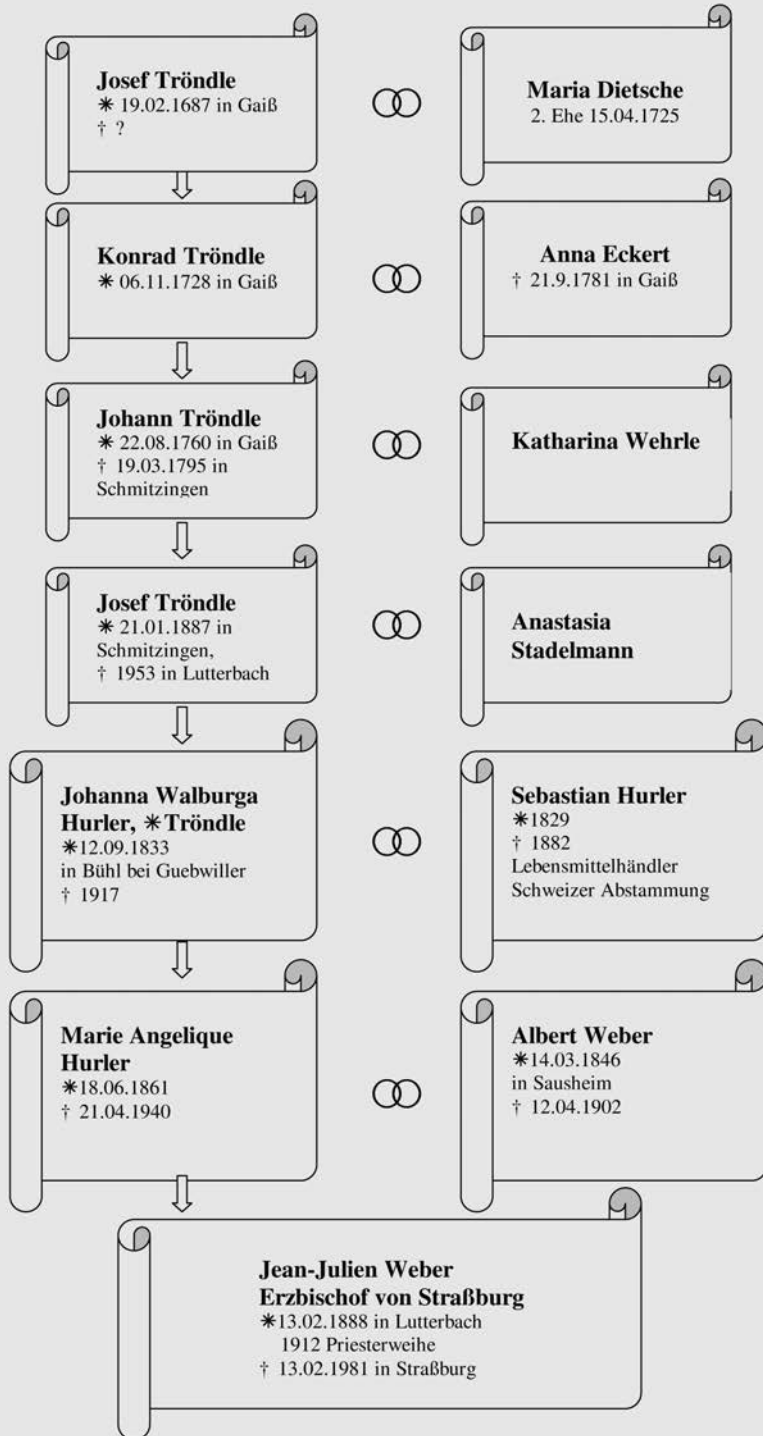 Josef Tröndle
✳ 19.02.1687 in Gaiß
† ?
Maria Dietsche
2. Ehe 15.04.1725
Konrad Tröndle
✳ 06.11.1728 in Gaiß
Anna Eckert
† 21.9.1781 in Gaiß
Johann Tröndle
✳ 22.08.1760 in Gaiß
† 19.03.1795 in
Schmitzingen
Katharina Wehrle
Josef Tröndle
✳ 21.01.1887 in
Schmitzingen,
† 1953 in Lutterbach
Anastasia
Stadelmann
Johanna Walburga
Hurler, ✳Tröndle
✳12.09.1833
in Bühl bei Guebwiller
† 1917
Sebastian Hurler
✳1829
† 1882
Lebensmittelhändler
Schweizer Abstammung
Marie Angelique
Hurler
✳18.06.1861
† 21.04.1940
Albert Weber
✳14.03.1846
in Sausheim
† 12.04.1902
Jean-Julien Weber
Erzbischof von Straßburg
✳13.02.1888 in Lutterbach
1912 Priesterweihe
† 13.02.1981 in Straßburg